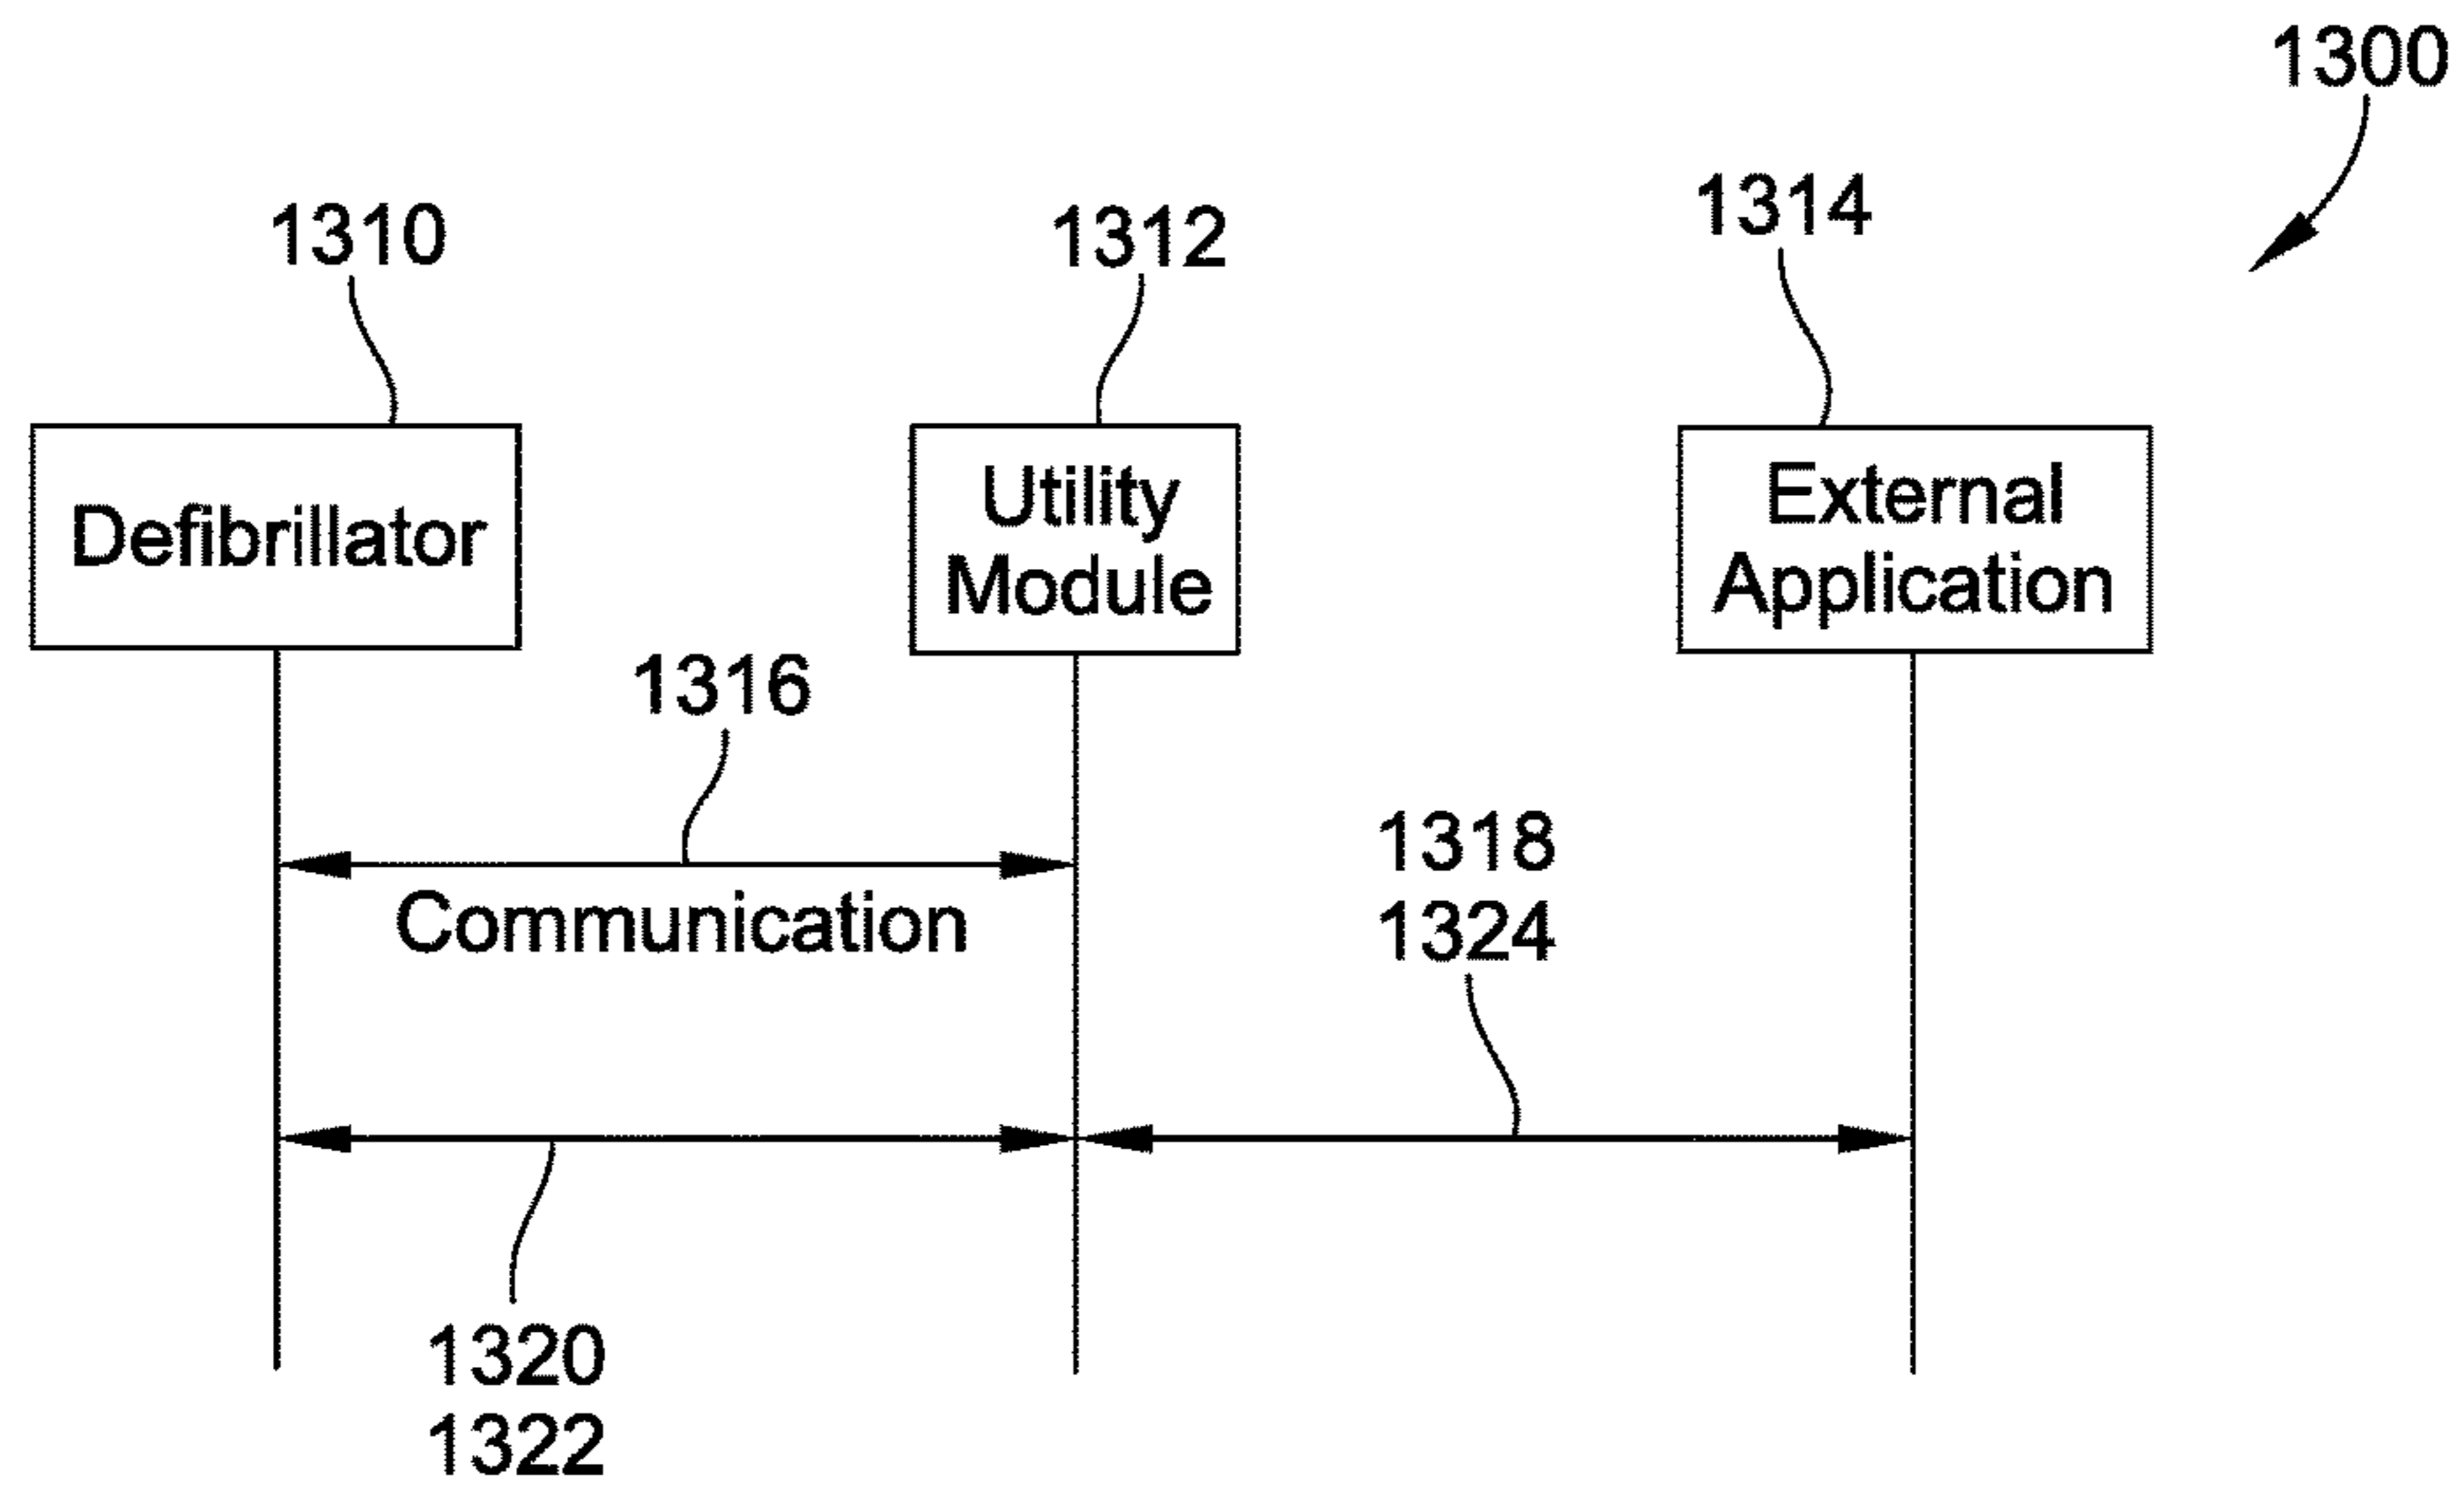 1300
1310
1312
1314
Defibrillator
Utility
Module
External
Application
1316
Communication
1318
1324
1320
1322